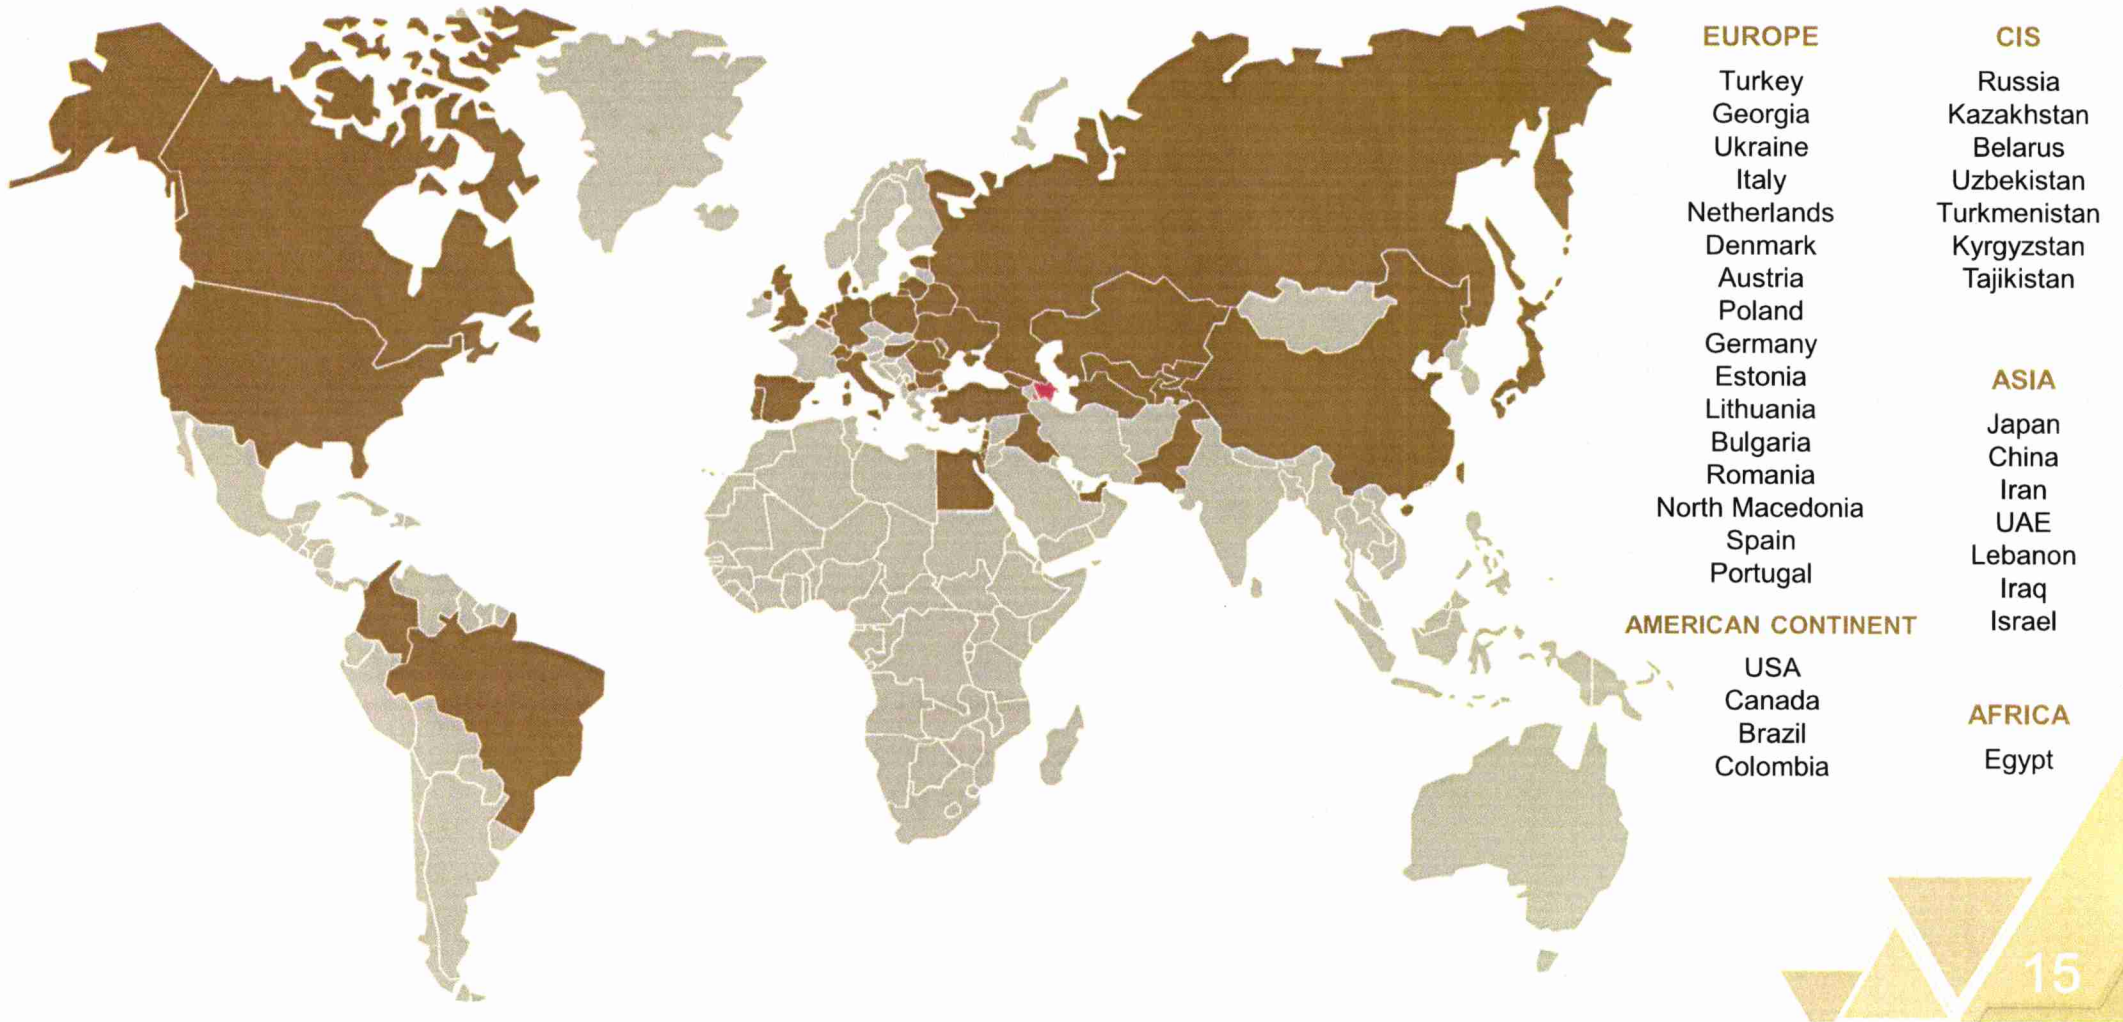 EUROPE
Turkey
Georgia
Ukraine
Italy
Netherlands
Denmark
Austria
Poland
Germany
Estonia
Lithuania
Bulgaria
Romania
North Macedonia
Spain
Portugal
AMERICAN CONTINENT
USA
Canada
Brazil
Colombia
CIS
Russia
Kazakhstan
Belarus
Uzbekistan
Turkmenistan
Kyrgyzstan
Tajikistan
ASIA
Japan
China
Iran
UAE
Lebanon
Iraq
Israel
AFRICA
Egypt
15